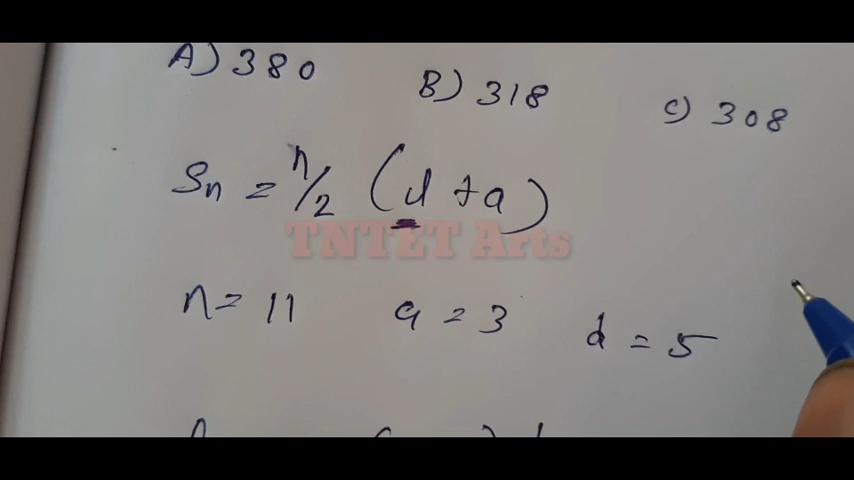 A) 380 B) 318 C) 308
Sn = n/2 (d + a)
TNTET Arts
n = 11 a = 3 d = 5